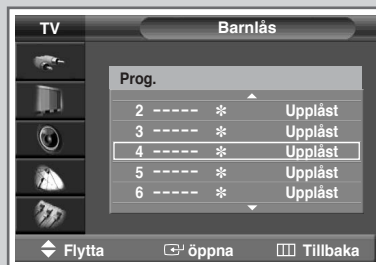 TV Barnlås
Prog.
2 ----- ✻ Upplåst
3 ----- ✻ Upplåst
4 ----- ✻ Upplåst
5 ----- ✻ Upplåst
6 ----- ✻ Upplåst
Flytta öppna Tillbaka